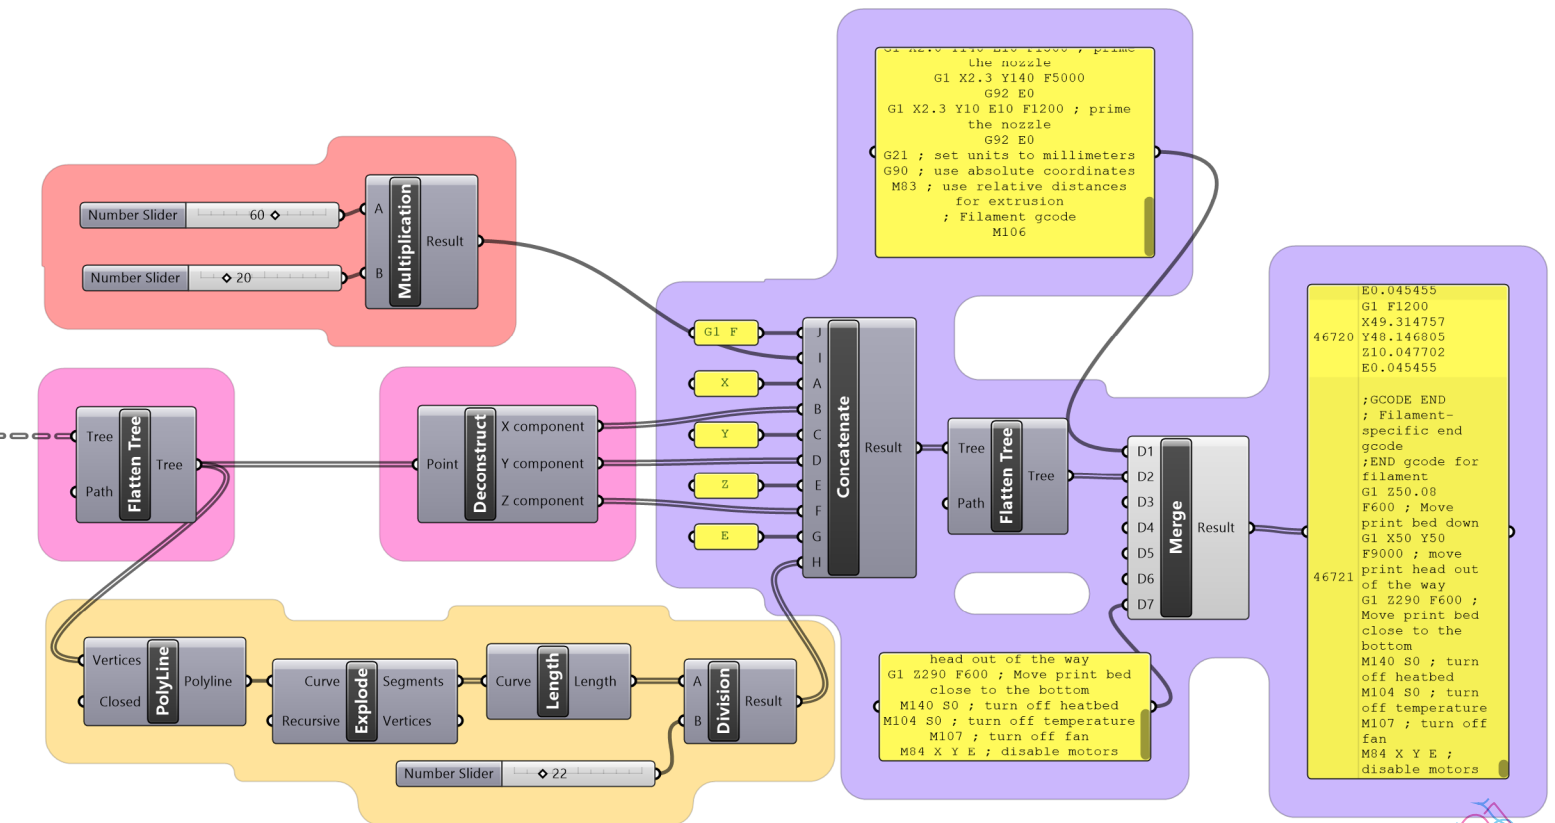 Number Slider 60
Number Slider 20
A
B
Multiplication
Result
Tree
Path
Flatten Tree
Tree
Point
Deconstruct
X component
Y component
Z component
G1 F
X
Y
Z
E
J
I
A
B
C
D
E
F
G
H
Concatenate
Result
the nozzle
G1 X2.3 Y140 F5000
G92 E0
G1 X2.3 Y10 E10 F1200 ; prime
the nozzle
G92 E0
G21 ; set units to millimeters
G90 ; use absolute coordinates
M83 ; use relative distances
for extrusion
; Filament gcode
M106
Tree
Path
Flatten Tree
Tree
D1
D2
D3
D4
D5
D6
D7
Merge
Result
Vertices
Closed
PolyLine
Polyline
Curve
Recursive
Explode
Segments
Vertices
Curve
Length
Length
A
B
Division
Result
Number Slider 22
head out of the way
G1 Z290 F600 ; Move print bed
close to the bottom
M140 S0 ; turn off heatbed
M104 S0 ; turn off temperature
M107 ; turn off fan
M84 X Y E ; disable motors
E0.045455
G1 F1200
X49.314757
46720 Y48.146805
Z10.047702
E0.045455
;GCODE END
; Filament-
specific end
gcode
;END gcode for
filament
G1 Z50.08
F600 ; Move
print bed down
G1 X50 Y50
F9000 ; move
print head out
46721 of the way
G1 Z290 F600 ;
Move print bed
close to the
bottom
M140 S0 ; turn
off heatbed
M104 S0 ; turn
off temperature
M107 ; turn off
fan
M84 X Y E ;
disable motors